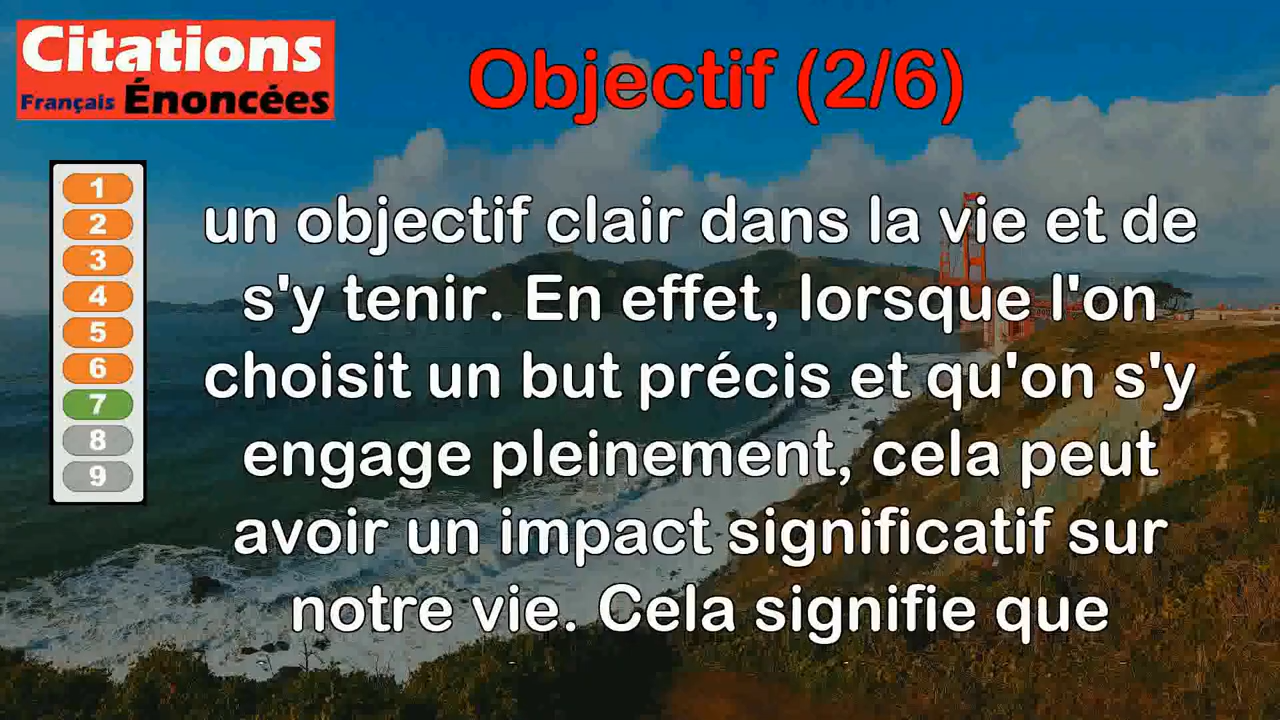 Citations
Français Énoncées
Objectif (2/6)
1
2
3
4
5
6
7
8
9
un objectif clair dans la vie et de
s'y tenir. En effet, lorsque l'on
choisit un but précis et qu'on s'y
engage pleinement, cela peut
avoir un impact significatif sur
notre vie. Cela signifie que